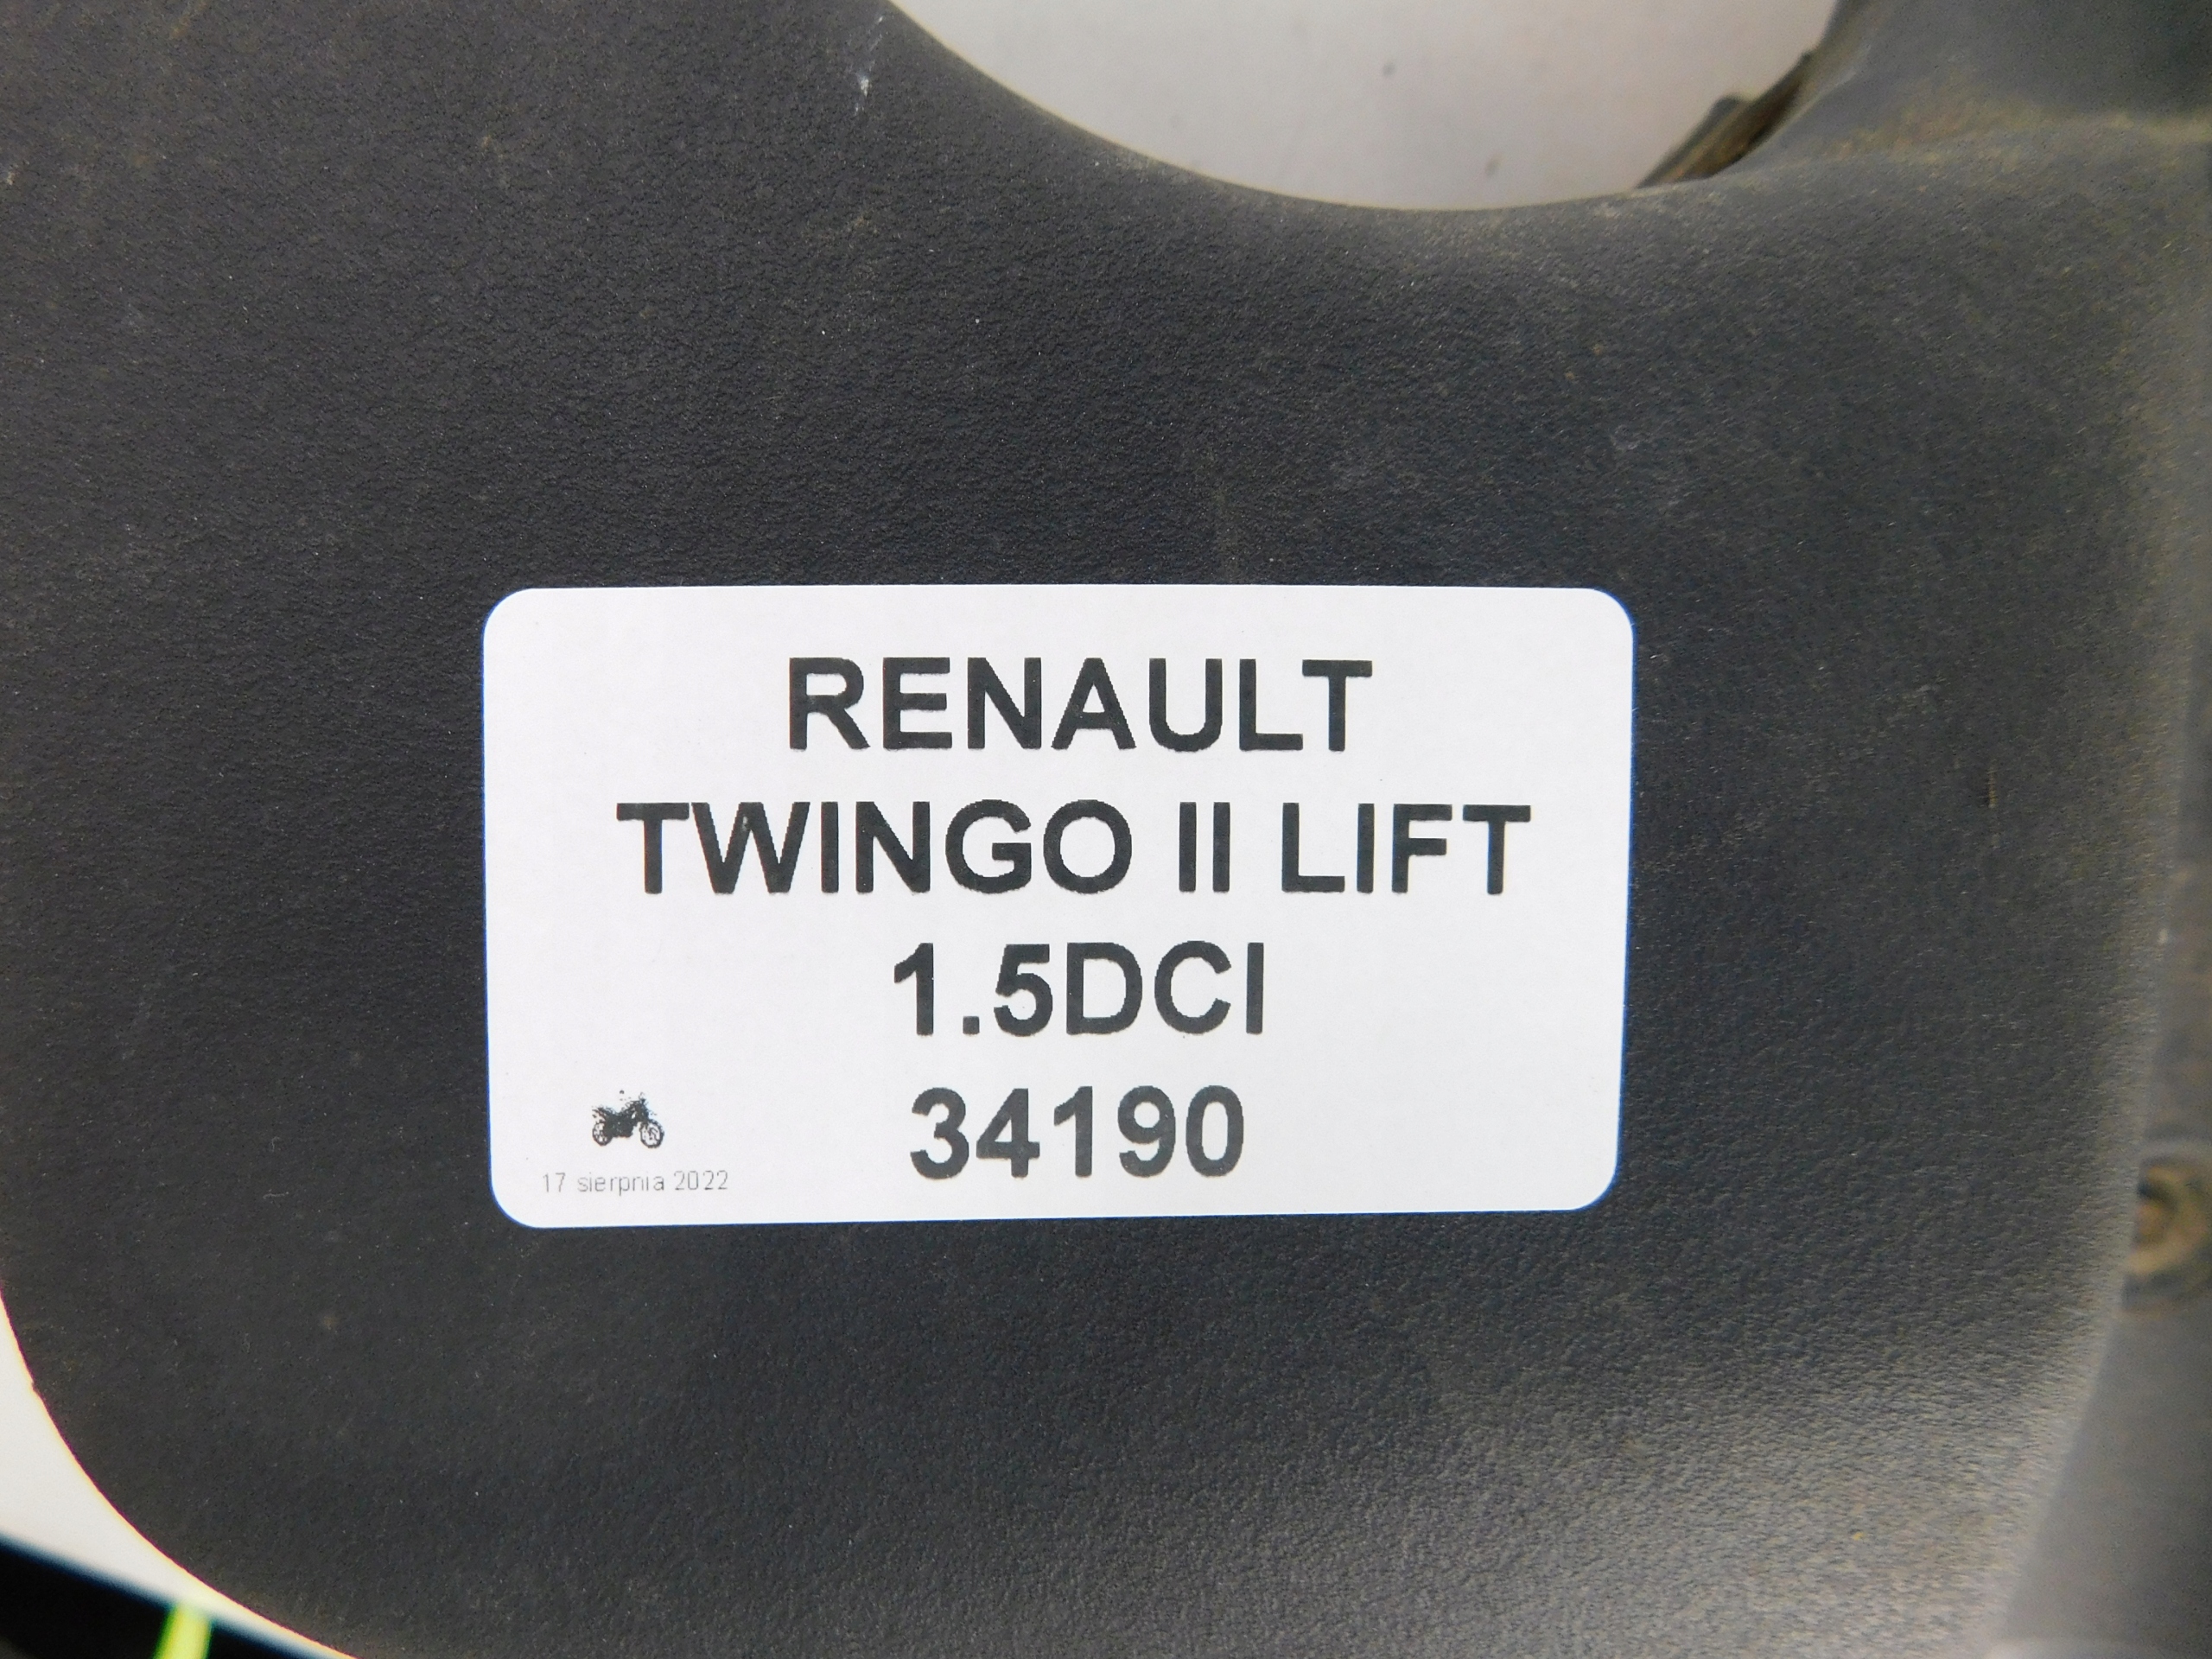 RENAULT
TWINGO II LIFT
1.5DCI
34190
17 sierpnia 2022